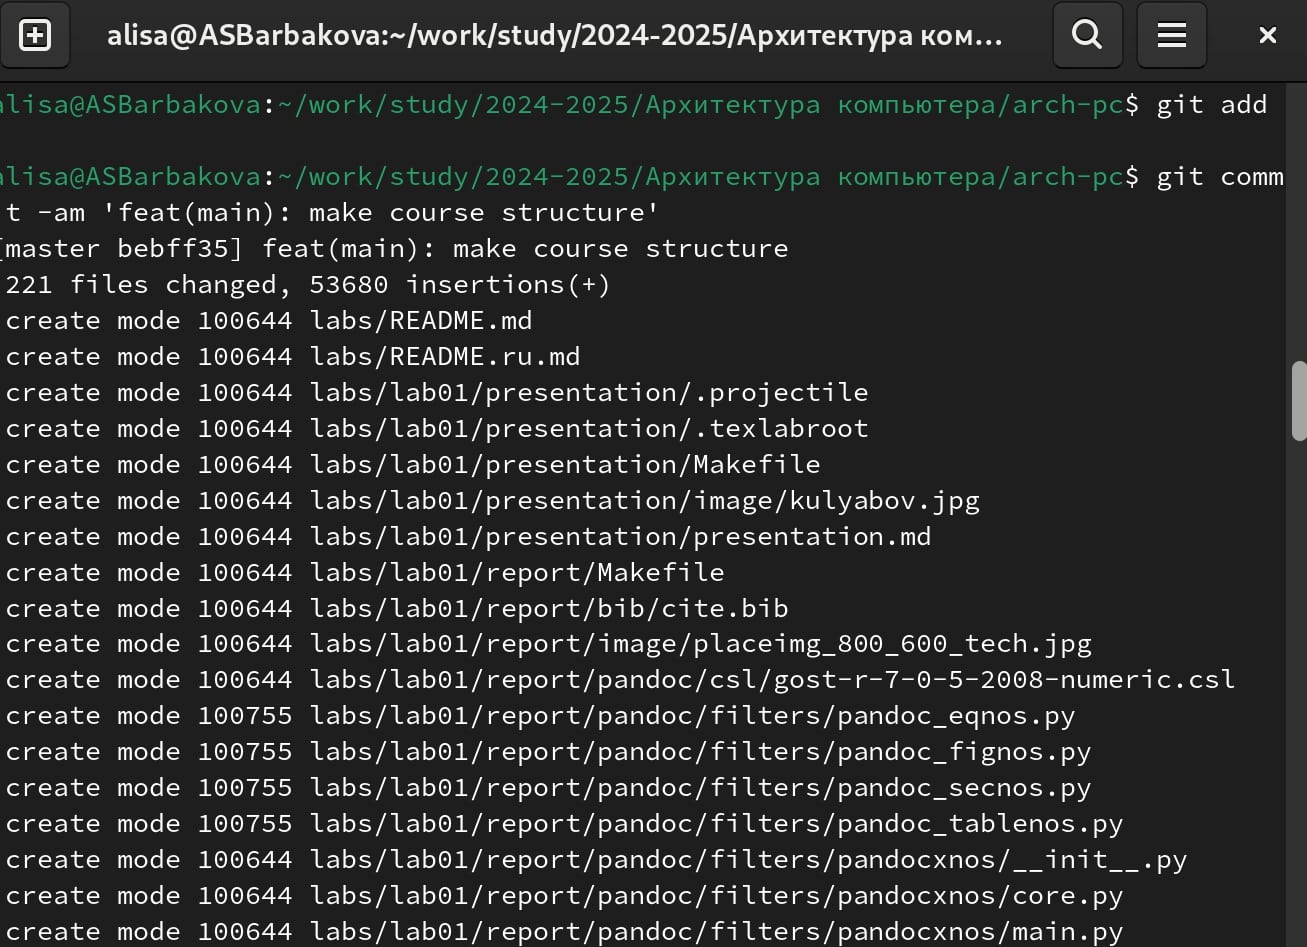 alisa@ASBarbakova:~/work/study/2024-2025/Архитектура ком...
alisa@ASBarbakova:~/work/study/2024-2025/Архитектура компьютера/arch-pc$ git add
alisa@ASBarbakova:~/work/study/2024-2025/Архитектура компьютера/arch-pc$ git comm
t -am 'feat(main): make course structure'
[master bebff35] feat(main): make course structure
221 files changed, 53680 insertions(+)
create mode 100644 labs/README.md
create mode 100644 labs/README.ru.md
create mode 100644 labs/lab01/presentation/.projectile
create mode 100644 labs/lab01/presentation/.texlabroot
create mode 100644 labs/lab01/presentation/Makefile
create mode 100644 labs/lab01/presentation/image/kulyabov.jpg
create mode 100644 labs/lab01/presentation/presentation.md
create mode 100644 labs/lab01/report/Makefile
create mode 100644 labs/lab01/report/bib/cite.bib
create mode 100644 labs/lab01/report/image/placeimg_800_600_tech.jpg
create mode 100644 labs/lab01/report/pandoc/csl/gost-r-7-0-5-2008-numeric.csl
create mode 100755 labs/lab01/report/pandoc/filters/pandoc_eqnos.py
create mode 100755 labs/lab01/report/pandoc/filters/pandoc_fignos.py
create mode 100755 labs/lab01/report/pandoc/filters/pandoc_secnos.py
create mode 100755 labs/lab01/report/pandoc/filters/pandoc_tablenos.py
create mode 100644 labs/lab01/report/pandoc/filters/pandocxnos/__init__.py
create mode 100644 labs/lab01/report/pandoc/filters/pandocxnos/core.py
create mode 100644 labs/lab01/report/pandoc/filters/pandocxnos/main.py